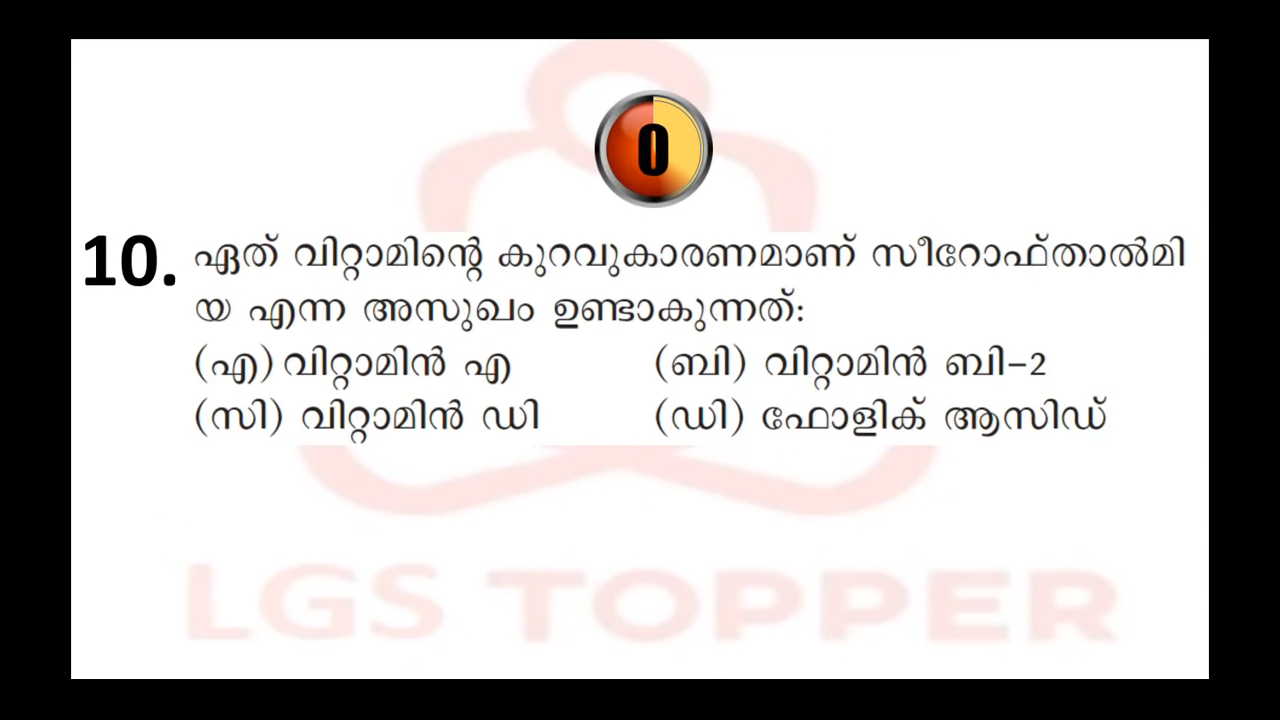 0
10. ഏത് വിറ്റാമിന്റെ കുറവുകാരണമാണ് സീറോഫ്താൽമി
യ എന്ന അസുഖം ഉണ്ടാകുന്നത്:
(എ) വിറ്റാമിൻ എ (ബി) വിറ്റാമിൻ ബി-2
(സി) വിറ്റാമിൻ ഡി (ഡി) ഫോളിക് ആസിഡ്
LGS TOPPER